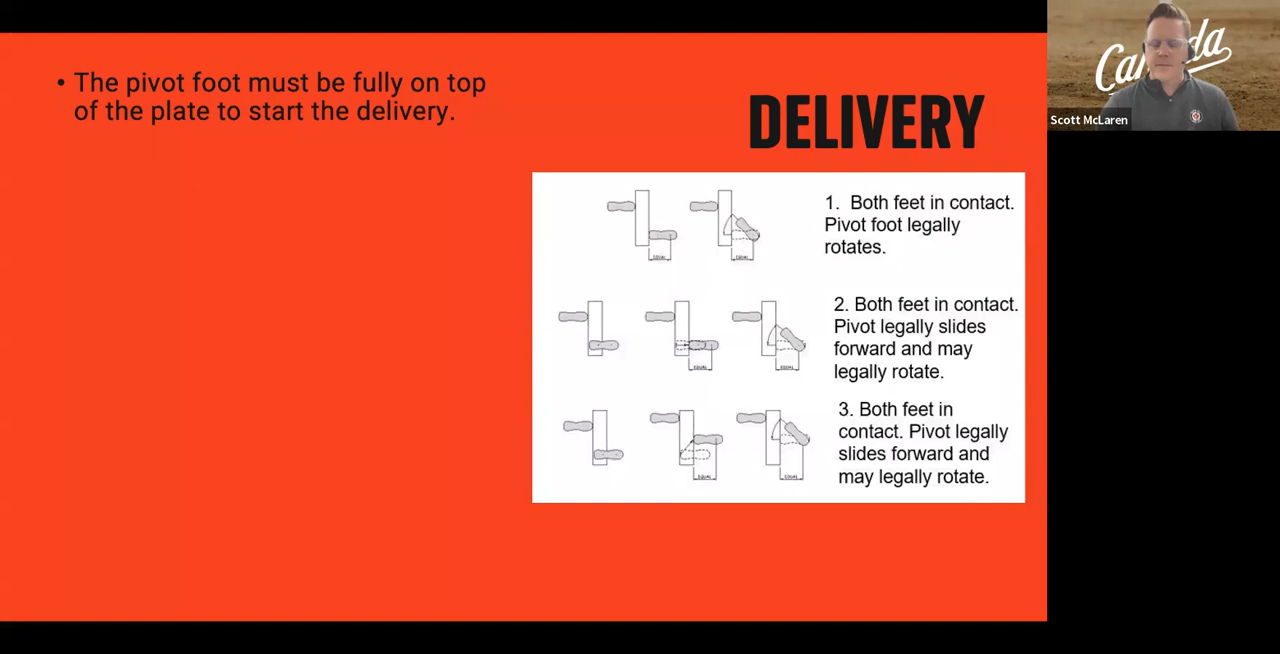 • The pivot foot must be fully on top
of the plate to start the delivery.
DELIVERY
1. Both feet in contact.
Pivot foot legally
rotates.
2. Both feet in contact.
Pivot legally slides
forward and may
legally rotate.
3. Both feet in
contact. Pivot legally
slides forward and
may legally rotate.
Canada
Scott McLaren